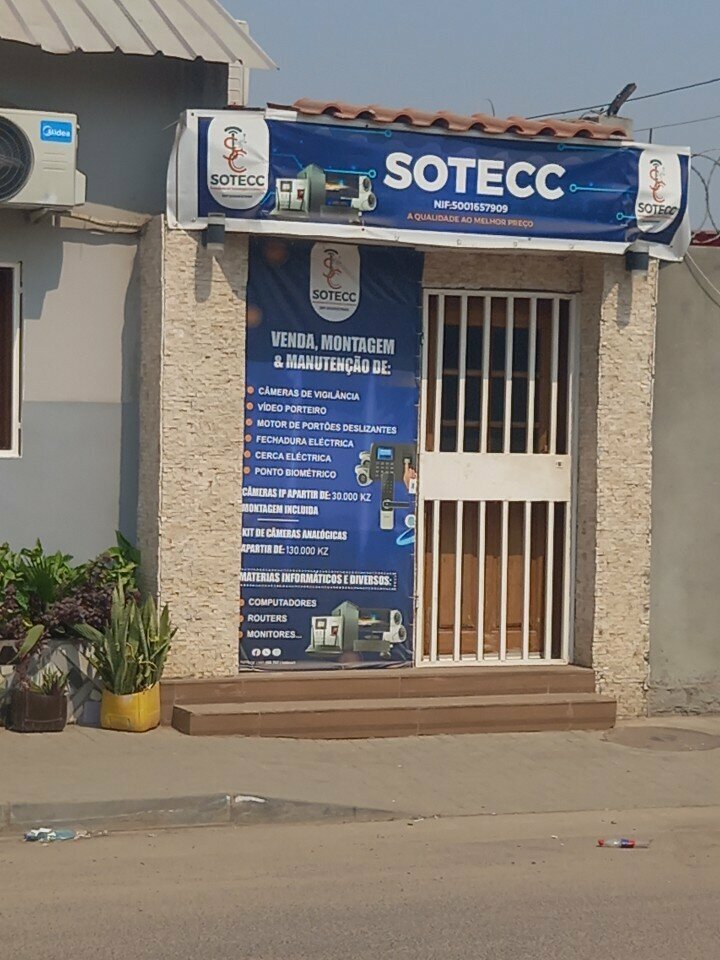 Midea
SOTECC
SOTECC
NIF:5001657909
A QUALIDADE AO MELHOR PREÇO
SOTECC
SOTECC
VENDA, MONTAGEM
& MANUTENÇÃO DE:
CÂMERAS DE VIGILÂNCIA
VÍDEO PORTEIRO
MOTOR DE PORTÕES DESLIZANTES
FECHADURA ELÉCTRICA
CERCA ELÉCTRICA
PONTO BIOMÉTRICO
CÂMERAS IP APARTIR DE: 30.000 KZ
MONTAGEM INCLUIDA
KIT DE CÂMERAS ANALÓGICAS
APARTIR DE: 130.000 KZ
MATERIAS INFORMÁTICOS E DIVERSOS:
COMPUTADORES
ROUTERS
MONITORES...